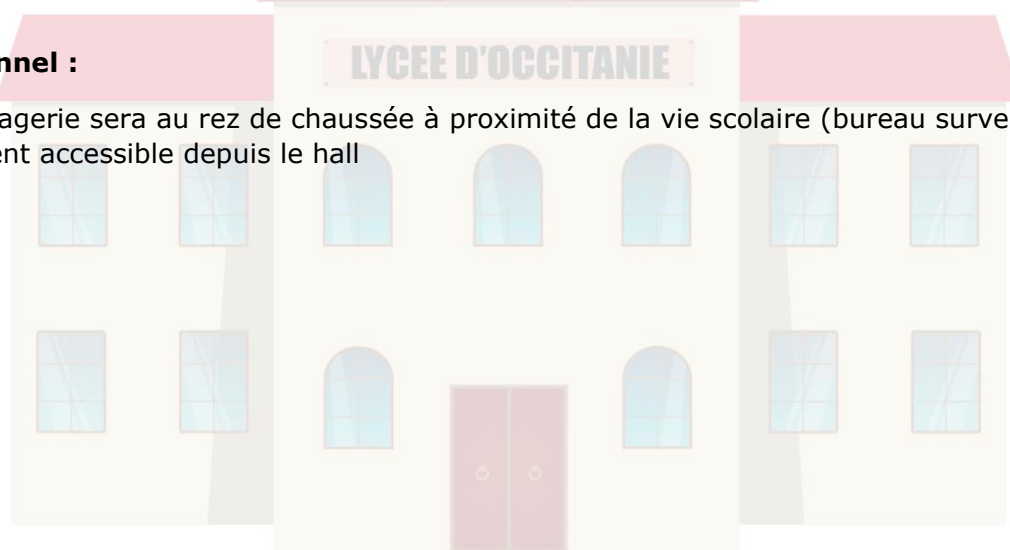 LYCEE D'OCCITANIE
nnel :
agerie sera au rez de chaussée à proximité de la vie scolaire (bureau surve
ent accessible depuis le hall